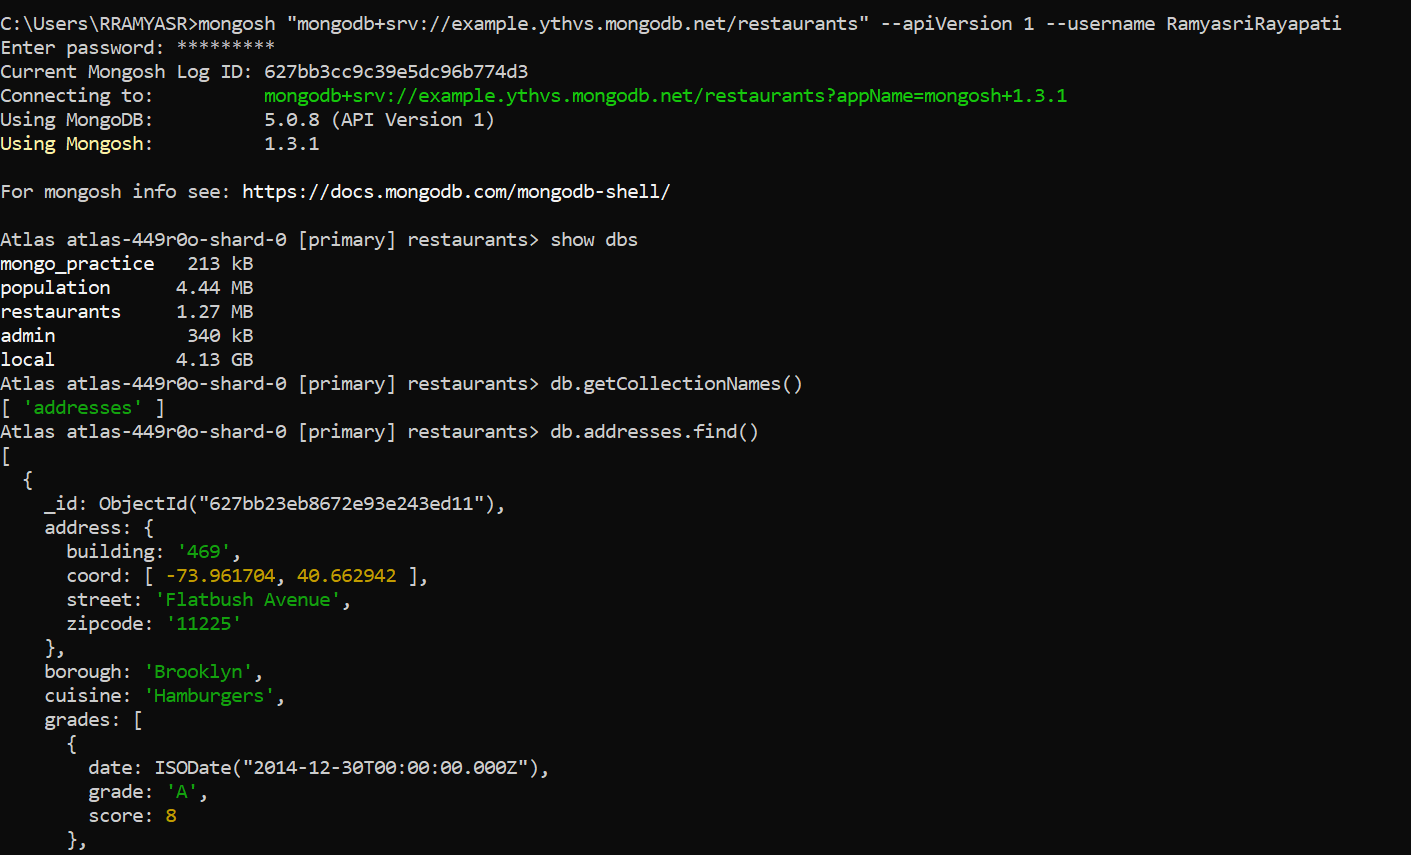 C:\Users\RRAMYASR>mongosh "mongodb+srv://example.ythvs.mongodb.net/restaurants" --apiVersion 1 --username RamyasriRayapati
Enter password: *********
Current Mongosh Log ID: 627bb3cc9c39e5dc96b774d3
Connecting to:          mongodb+srv://example.ythvs.mongodb.net/restaurants?appName=mongosh+1.3.1
Using MongoDB:          5.0.8 (API Version 1)
Using Mongosh:          1.3.1
For mongosh info see: https://docs.mongodb.com/mongodb-shell/
Atlas atlas-449r0o-shard-0 [primary] restaurants> show dbs
mongo_practice   213 kB
population      4.44 MB
restaurants     1.27 MB
admin            340 kB
local           4.13 GB
Atlas atlas-449r0o-shard-0 [primary] restaurants> db.getCollectionNames()
[ 'addresses' ]
Atlas atlas-449r0o-shard-0 [primary] restaurants> db.addresses.find()
[
  {
    _id: ObjectId("627bb23eb8672e93e243ed11"),
    address: {
      building: '469',
      coord: [ -73.961704, 40.662942 ],
      street: 'Flatbush Avenue',
      zipcode: '11225'
    },
    borough: 'Brooklyn',
    cuisine: 'Hamburgers',
    grades: [
      {
        date: ISODate("2014-12-30T00:00:00.000Z"),
        grade: 'A',
        score: 8
      },